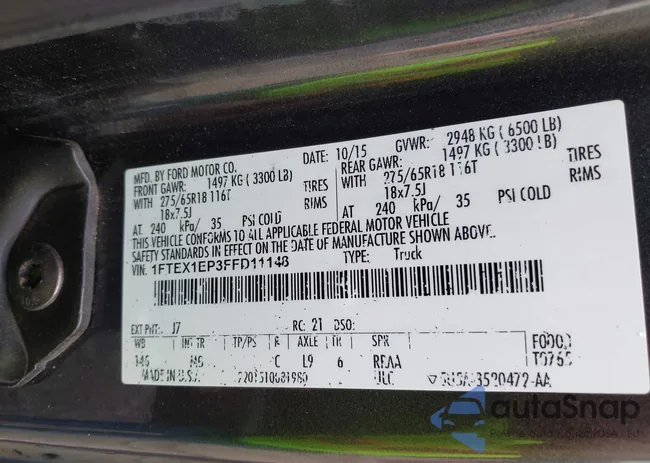 MFD. BY FORD MOTOR CO.
DATE: 10/15 GVWR: 2948 KG ( 6500 LB)
FRONT GAWR: 1497 KG ( 3300 LB)
REAR GAWR: 1497 KG ( 3300 LB)
WITH 275/65R18 116T TIRES
WITH 275/65R18 116T TIRES
18x7.5J RIMS
18x7.5J RIMS
AT 240 kPa/ 35 PSI COLD
AT 240 kPa/ 35 PSI COLD
THIS VEHICLE CONFORMS TO ALL APPLICABLE FEDERAL MOTOR VEHICLE
SAFETY STANDARDS IN EFFECT ON THE DATE OF MANUFACTURE SHOWN ABOVE.
VIN: 1FTEX1EP3FFD11148
TYPE: Truck
EXT PNT: J7 RC: 21 DSO:
WB INT TR TP/PS R AXLE TR SPR
145 C L9 6
MADE IN U.S.A.
autoSnap